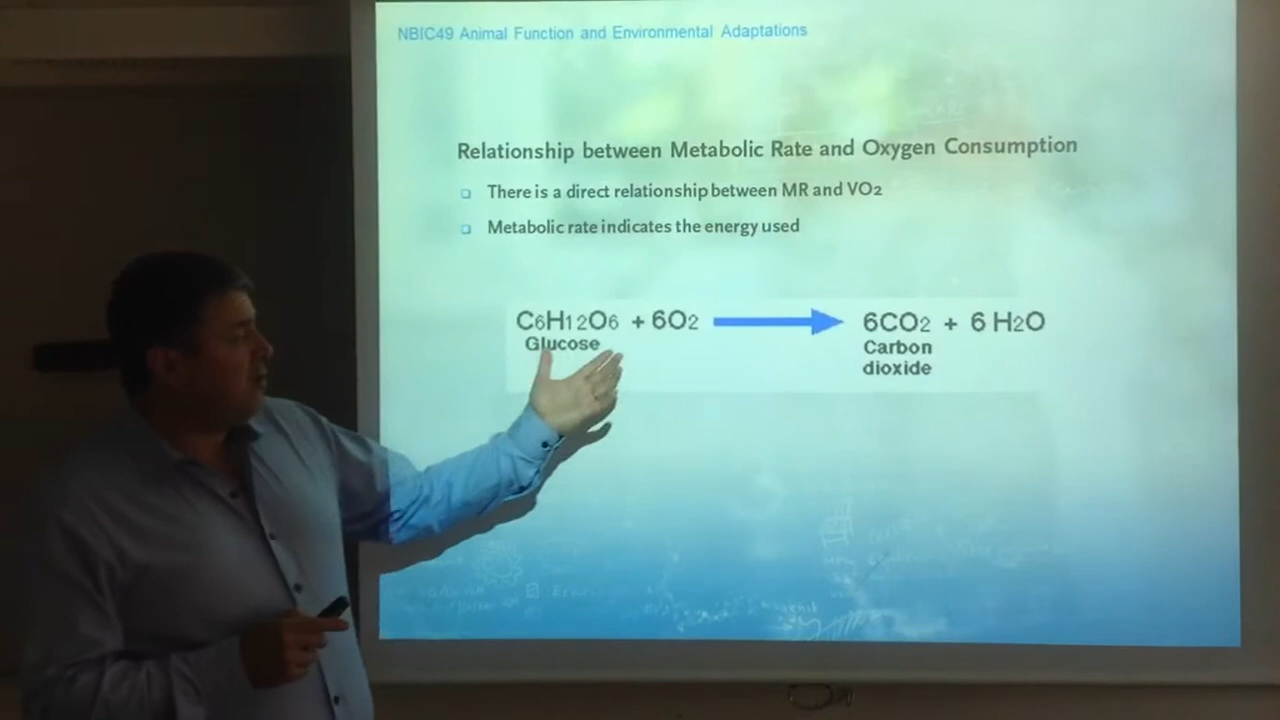 NBIC49 Animal Function and Environmental Adaptations
Relationship between Metabolic Rate and Oxygen Consumption
There is a direct relationship between MR and VO2
Metabolic rate indicates the energy used
C6H12O6 + 6O2 6CO2 + 6 H2O
Glucose Carbon
dioxide